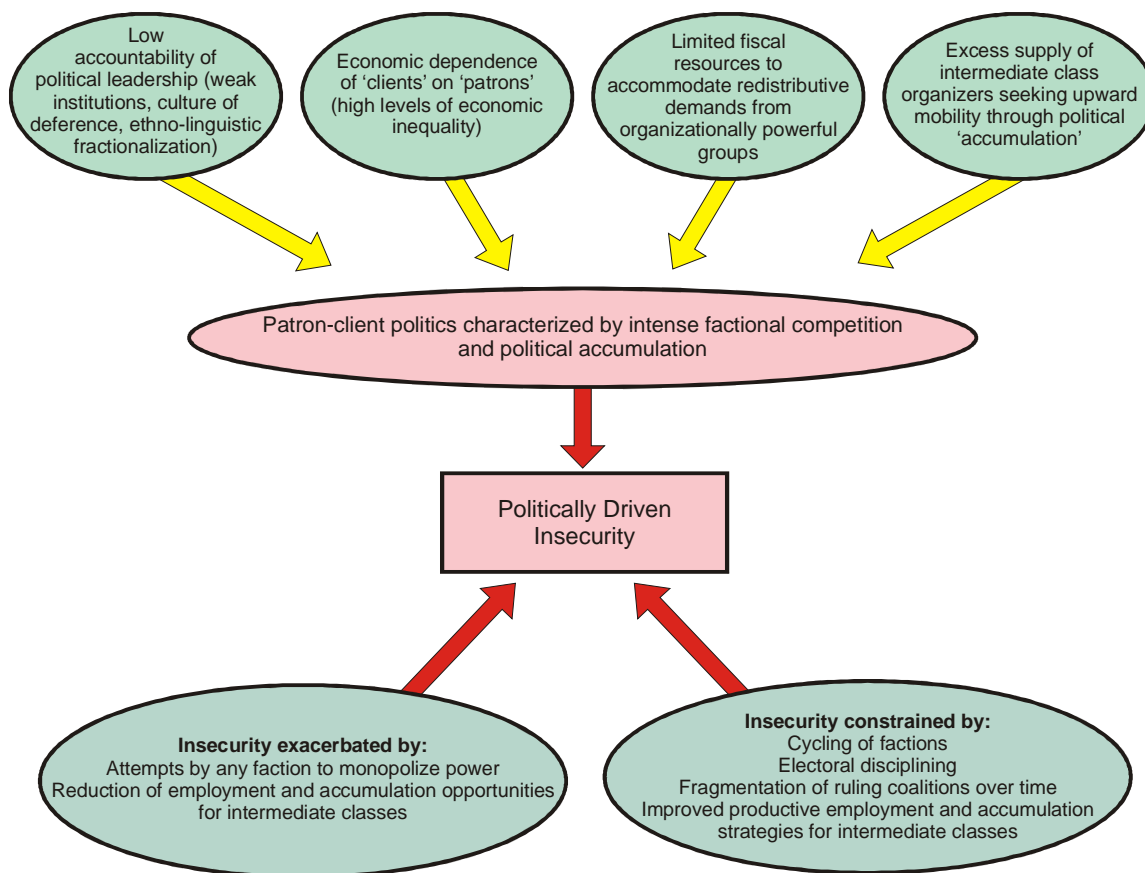 Low
accountability of
political leadership (weak
institutions, culture of
deference, ethno-linguistic
fractionalization)
Economic dependence
of ‘clients’ on ‘patrons’
(high levels of economic
inequality)
Limited fiscal
resources to
accommodate redistributive
demands from
organizationally powerful
groups
Excess supply of
intermediate class
organizers seeking upward
mobility through political
‘accumulation’
Patron-client politics characterized by intense factional competition
and political accumulation
Politically Driven
Insecurity
Insecurity exacerbated by:
Attempts by any faction to monopolize power
Reduction of employment and accumulation opportunities
for intermediate classes
Insecurity constrained by:
Cycling of factions
Electoral disciplining
Fragmentation of ruling coalitions over time
Improved productive employment and accumulation
strategies for intermediate classes